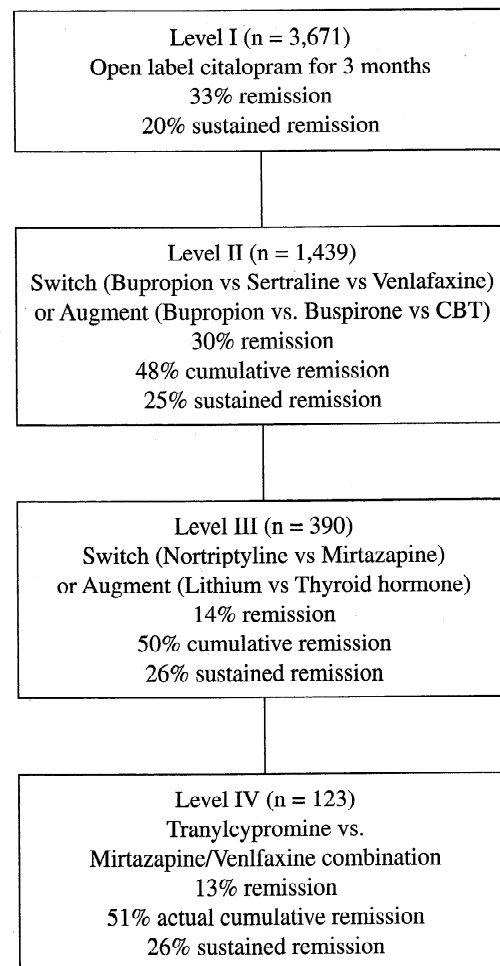 Level I (n = 3,671)
Open label citalopram for 3 months
33% remission
20% sustained remission
Level II (n = 1,439)
Switch (Bupropion vs Sertraline vs Venlafaxine)
or Augment (Bupropion vs. Buspirone vs CBT)
30% remission
48% cumulative remission
25% sustained remission
Level III (n = 390)
Switch (Nortriptyline vs Mirtazapine)
or Augment (Lithium vs Thyroid hormone)
14% remission
50% cumulative remission
26% sustained remission
Level IV (n = 123)
Tranylcypromine vs.
Mirtazapine/Venlfaxine combination
13% remission
51% actual cumulative remission
26% sustained remission